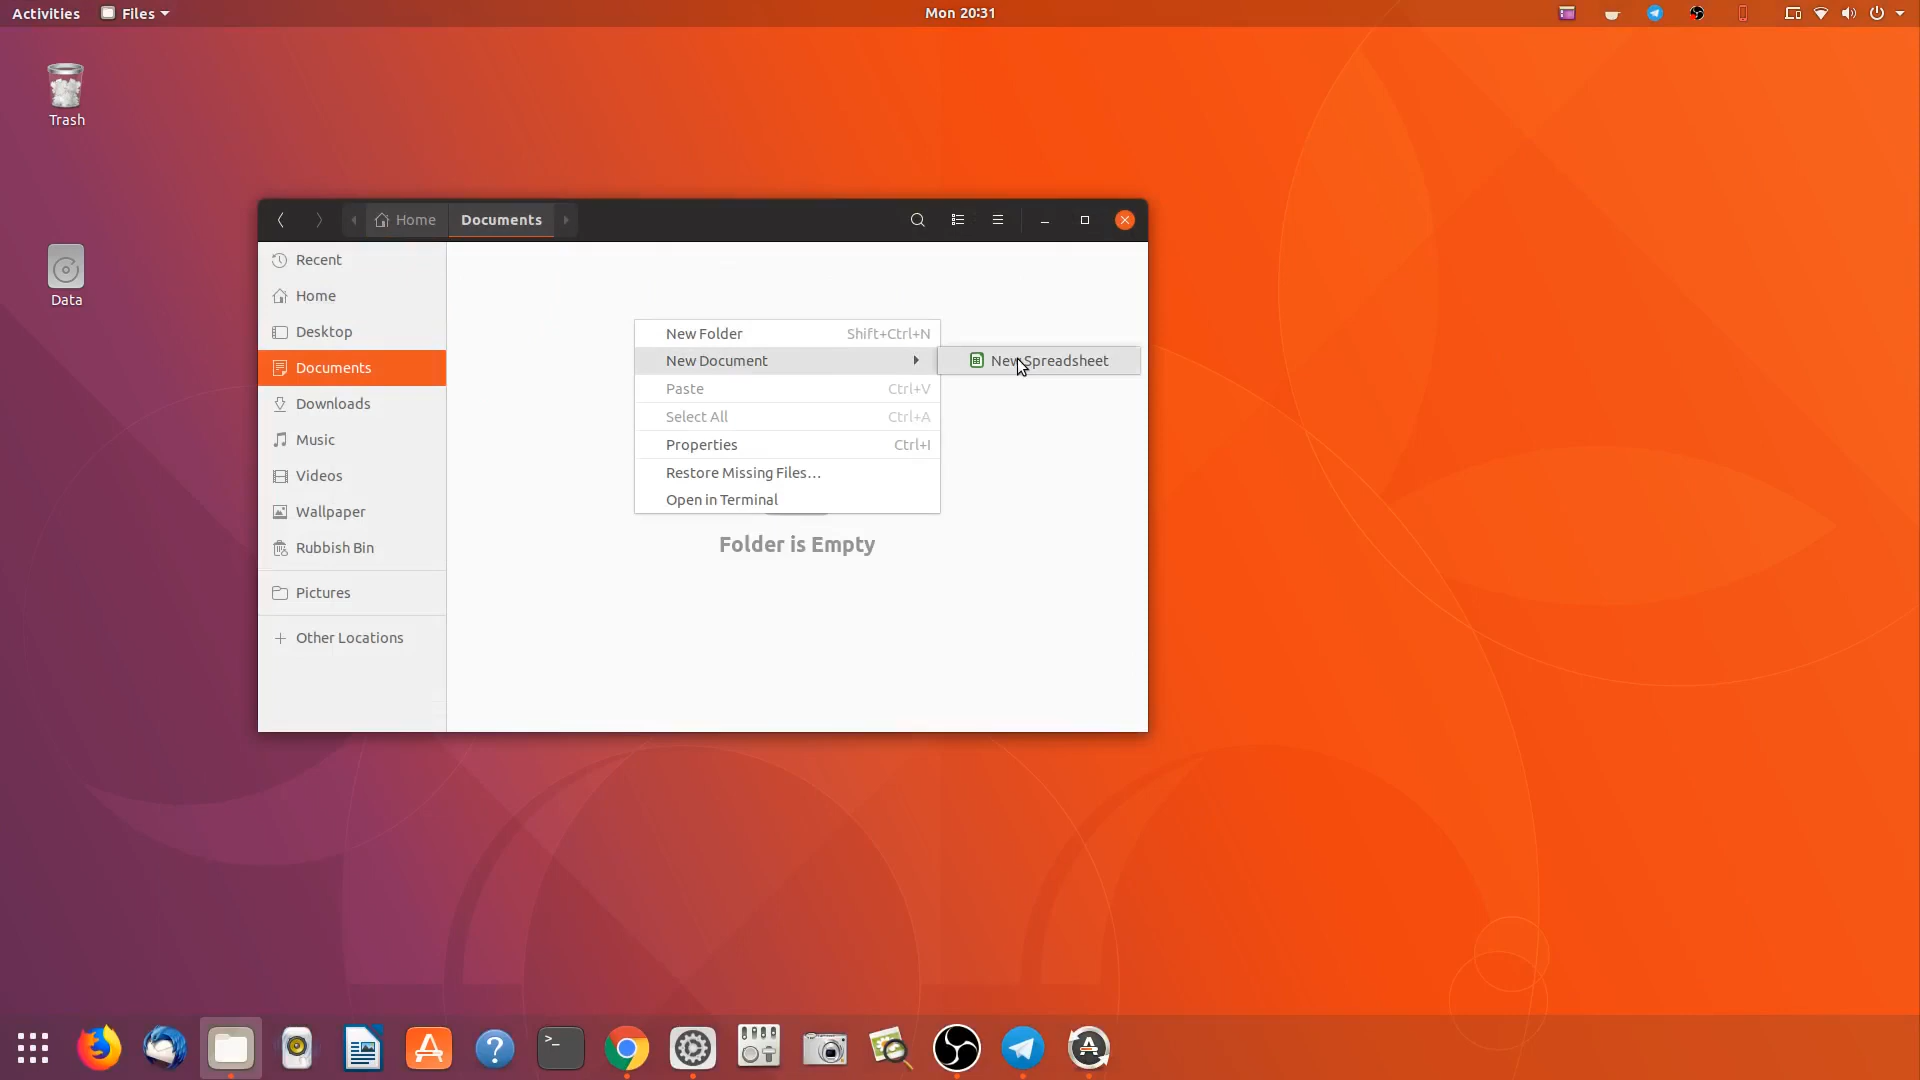 Activities Files Mon 20:31
Trash
Data
Home Documents
Recent
Home
Desktop
Documents
Downloads
Music
Videos
Wallpaper
Rubbish Bin
Pictures
Other Locations
New Folder Shift+Ctrl+N
New Document
New Spreadsheet
Paste Ctrl+V
Select All Ctrl+A
Properties Ctrl+I
Restore Missing Files…
Open in Terminal
Folder is Empty